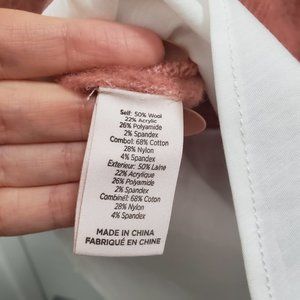 Self: 50% Wool
22% Acrylic
26% Polyamide
2% Spandex
Combo1: 68% Cotton
28% Nylon
4% Spandex
Exterieur: 50% Laine
22% Acrylique
26% Polyamide
2% Spandex
Combiné1: 68% Coton
28% Nylon
4% Spandex
MADE IN CHINA
FABRIQUÉ EN CHINE